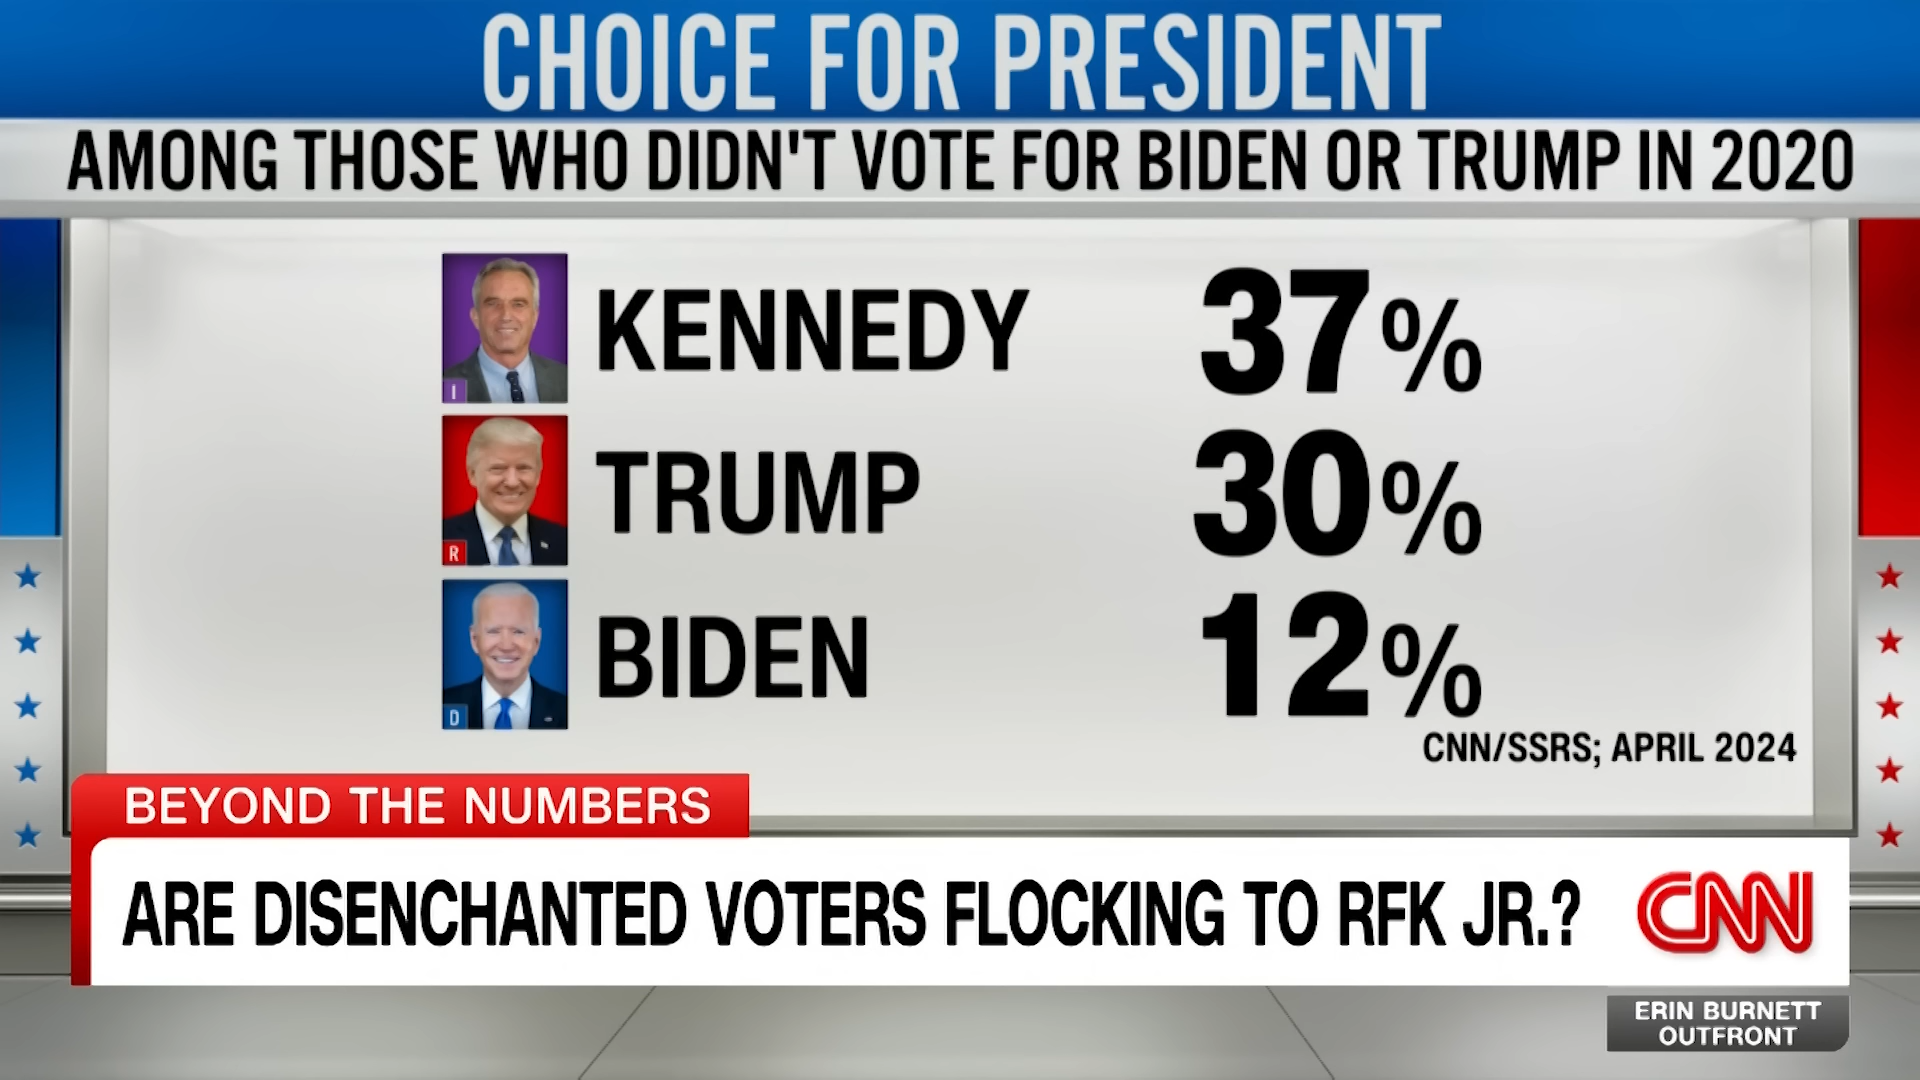 CHOICE FOR PRESIDENT
AMONG THOSE WHO DIDN'T VOTE FOR BIDEN OR TRUMP IN 2020
I
KENNEDY 37%
R
TRUMP 30%
D
BIDEN 12%
CNN/SSRS; APRIL 2024
BEYOND THE NUMBERS
ARE DISENCHANTED VOTERS FLOCKING TO RFK JR.?
CNN
ERIN BURNETT
OUTFRONT